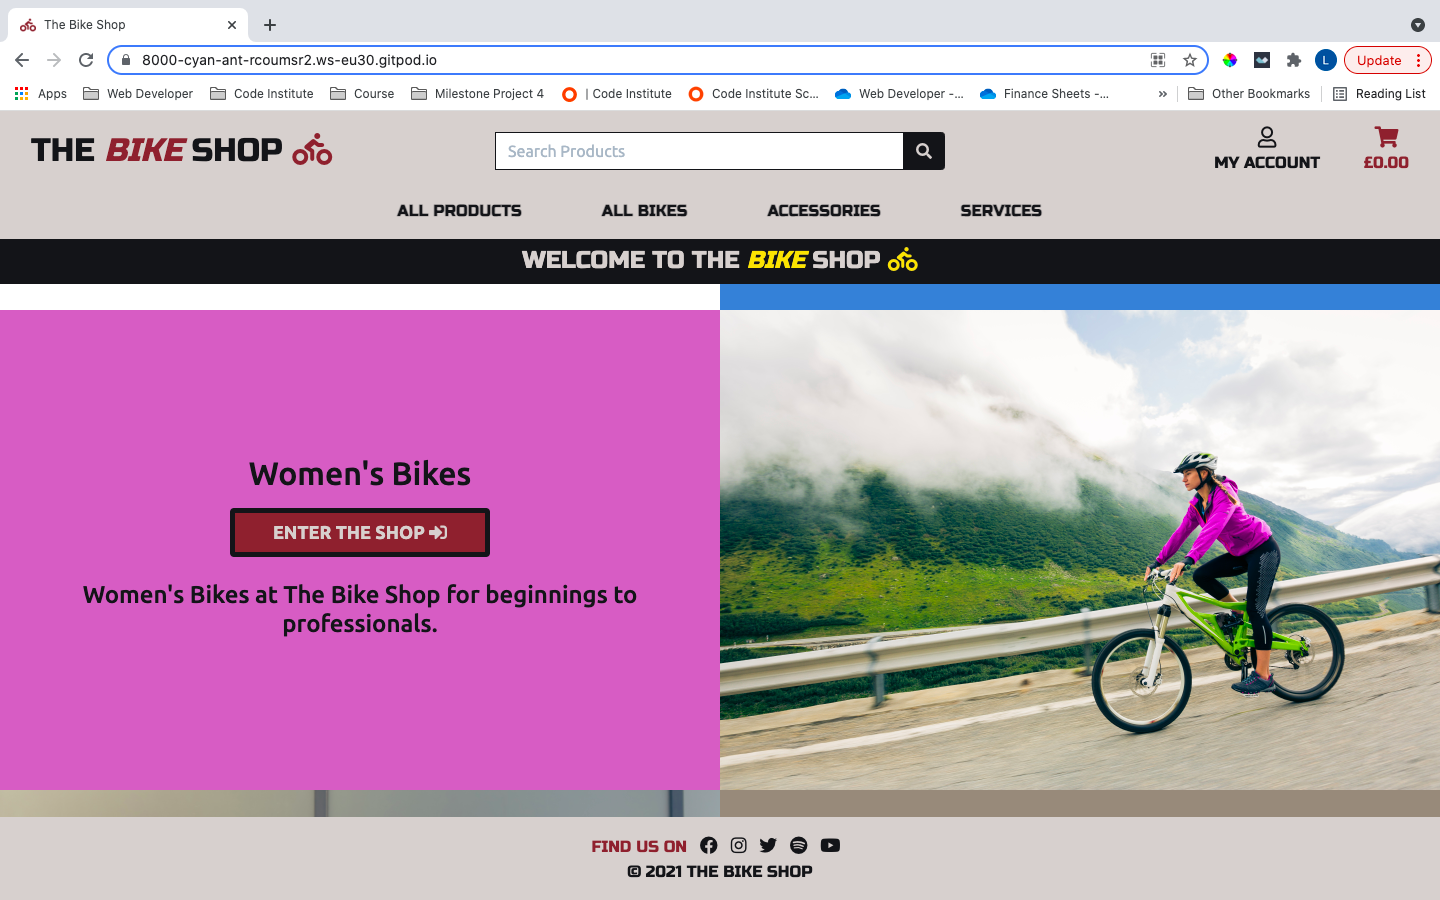 The Bike Shop
8000-cyan-ant-rcoumsr2.ws-eu30.gitpod.io
L
Update
Apps
Web Developer
Code Institute
Course
Milestone Project 4
| Code Institute
Code Institute Sc...
Web Developer -...
Finance Sheets -...
»
Other Bookmarks
Reading List
THE BIKE SHOP
Search Products
MY ACCOUNT
£0.00
ALL PRODUCTS
ALL BIKES
ACCESSORIES
SERVICES
WELCOME TO THE BIKE SHOP
Women's Bikes
ENTER THE SHOP
Women's Bikes at The Bike Shop for beginnings to
professionals.
FIND US ON
© 2021 THE BIKE SHOP